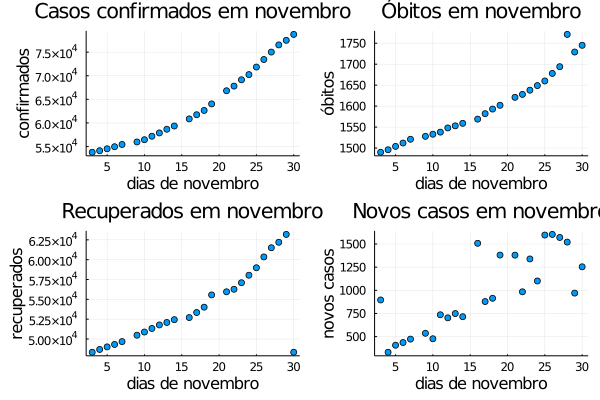 Casos confirmados em novembro
confirmados
7.5×10⁴
7.0×10⁴
6.5×10⁴
6.0×10⁴
5.5×10⁴
5 10 15 20 25 30
dias de novembro
Óbitos em novembro
óbitos
1750
1700
1650
1600
1550
1500
5 10 15 20 25 30
dias de novembro
Recuperados em novembro
recuperados
6.25×10⁴
6.00×10⁴
5.75×10⁴
5.50×10⁴
5.25×10⁴
5.00×10⁴
5 10 15 20 25 30
dias de novembro
Novos casos em novembro
novos casos
1500
1250
1000
750
500
5 10 15 20 25 30
dias de novembro